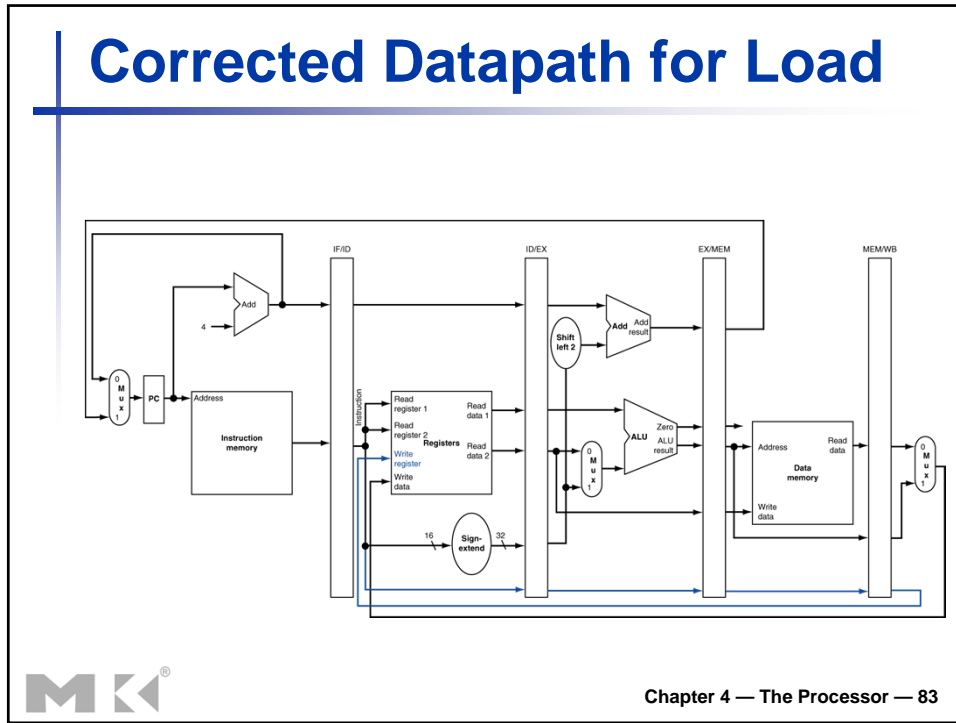 Corrected Datapath for Load
IF/ID
ID/EX
EX/MEM
MEM/WB
Add
4
0
M
u
x
1
PC
Address
Instruction
memory
Instruction
Read
register 1
Read
register 2
Write
register
Write
data
Registers
Read
data 1
Read
data 2
16
Sign-
extend
32
Shift
left 2
Add
Add
result
0
M
u
x
1
ALU
Zero
ALU
result
Address
Write
data
Data
memory
Read
data
0
M
u
x
1
MK®
Chapter 4 — The Processor — 83